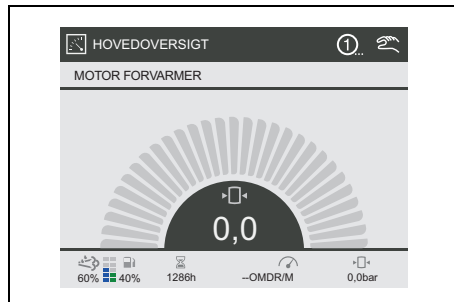 HOVEDOVERSIGT 1...
MOTOR FORVARMER
0,0
60% 40% 1286h --OMDR/M 0,0bar